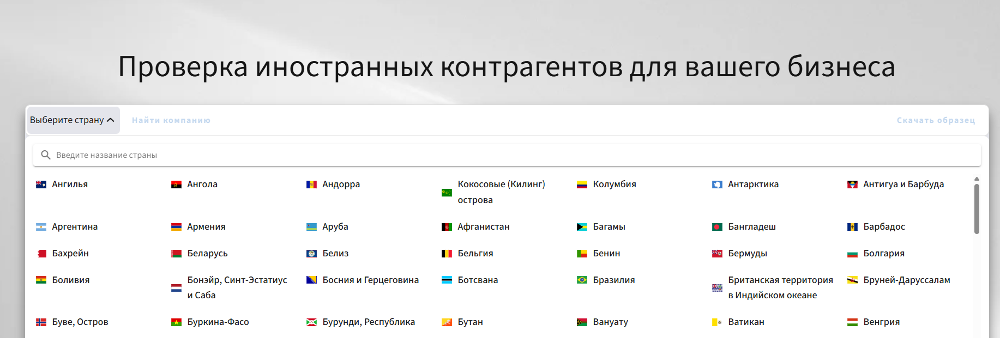 Проверка иностранных контрагентов для вашего бизнеса
Выберите страну
Найти компанию
Скачать образец
Введите название страны
Ангилья
Ангола
Андорра
Кокосовые (Килинг)
острова
Колумбия
Антарктика
Антигуа и Барбуда
Аргентина
Армения
Аруба
Афганистан
Багамы
Бангладеш
Барбадос
Бахрейн
Беларусь
Белиз
Бельгия
Бенин
Бермуды
Болгария
Боливия
Бонэйр, Синт-Эстатиус
и Саба
Босния и Герцеговина
Ботсвана
Бразилия
Британская территория
в Индийском океане
Бруней-Даруссалам
Буве, Остров
Буркина-Фасо
Бурунди, Республика
Бутан
Вануату
Ватикан
Венгрия